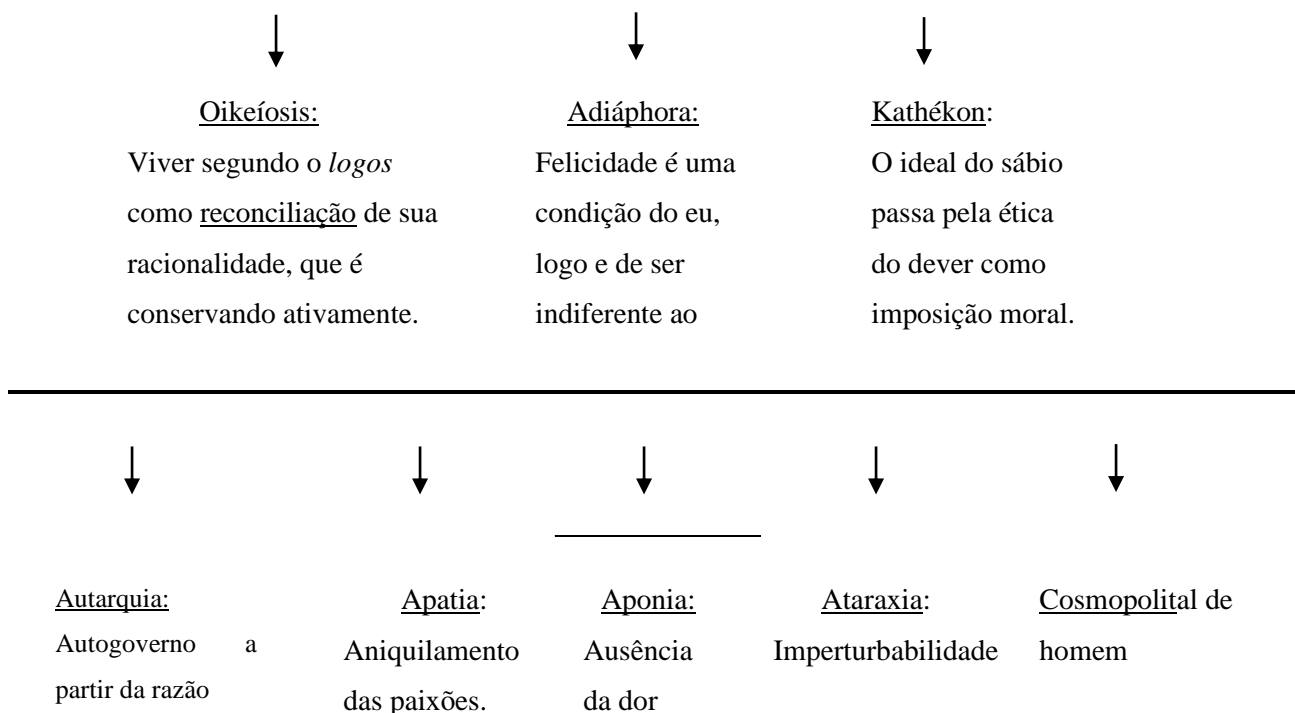 Oikeíosis:
Viver segundo o logos
como reconciliação de sua
racionalidade, que é
conservando ativamente.
Adiáphora:
Felicidade é uma
condição do eu,
logo e de ser
indiferente ao
Kathékon:
O ideal do sábio
passa pela ética
do dever como
imposição moral.
Autarquia:
Autogoverno a
partir da razão
Apatia:
Aniquilamento
das paixões.
Aponia:
Ausência
da dor
Ataraxia:
Imperturbabilidade
Cosmopolital de
homem